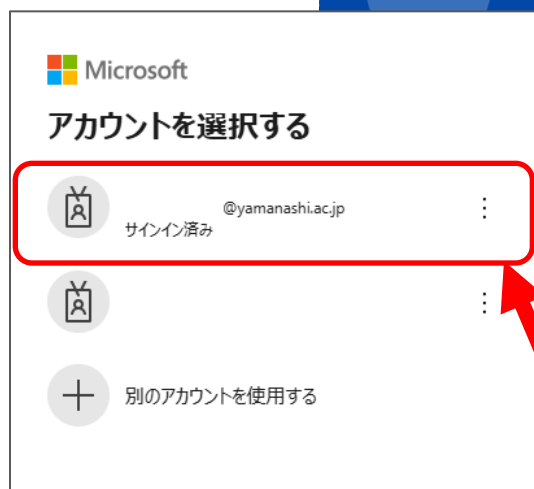 Microsoft
アカウントを選択する
@yamanashi.ac.jp
サインイン済み
別のアカウントを使用する